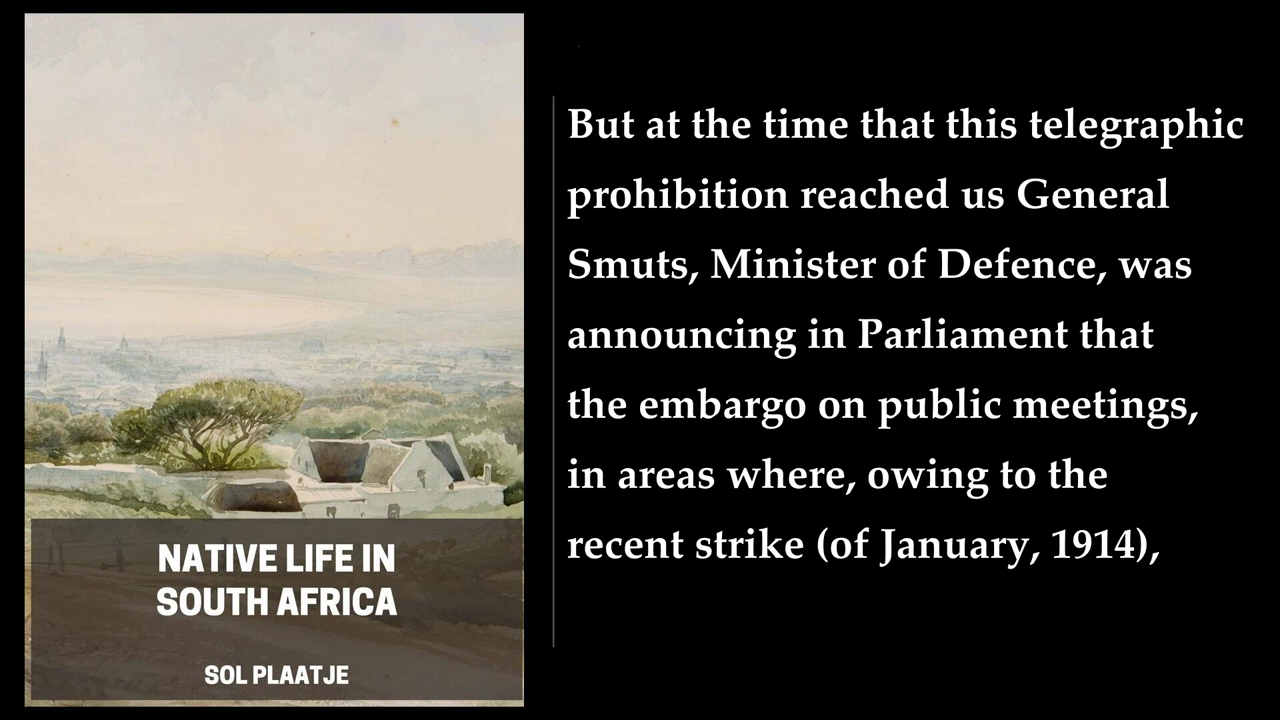 NATIVE LIFE IN
SOUTH AFRICA
SOL PLAATJE
But at the time that this telegraphic
prohibition reached us General
Smuts, Minister of Defence, was
announcing in Parliament that
the embargo on public meetings,
in areas where, owing to the
recent strike (of January, 1914),